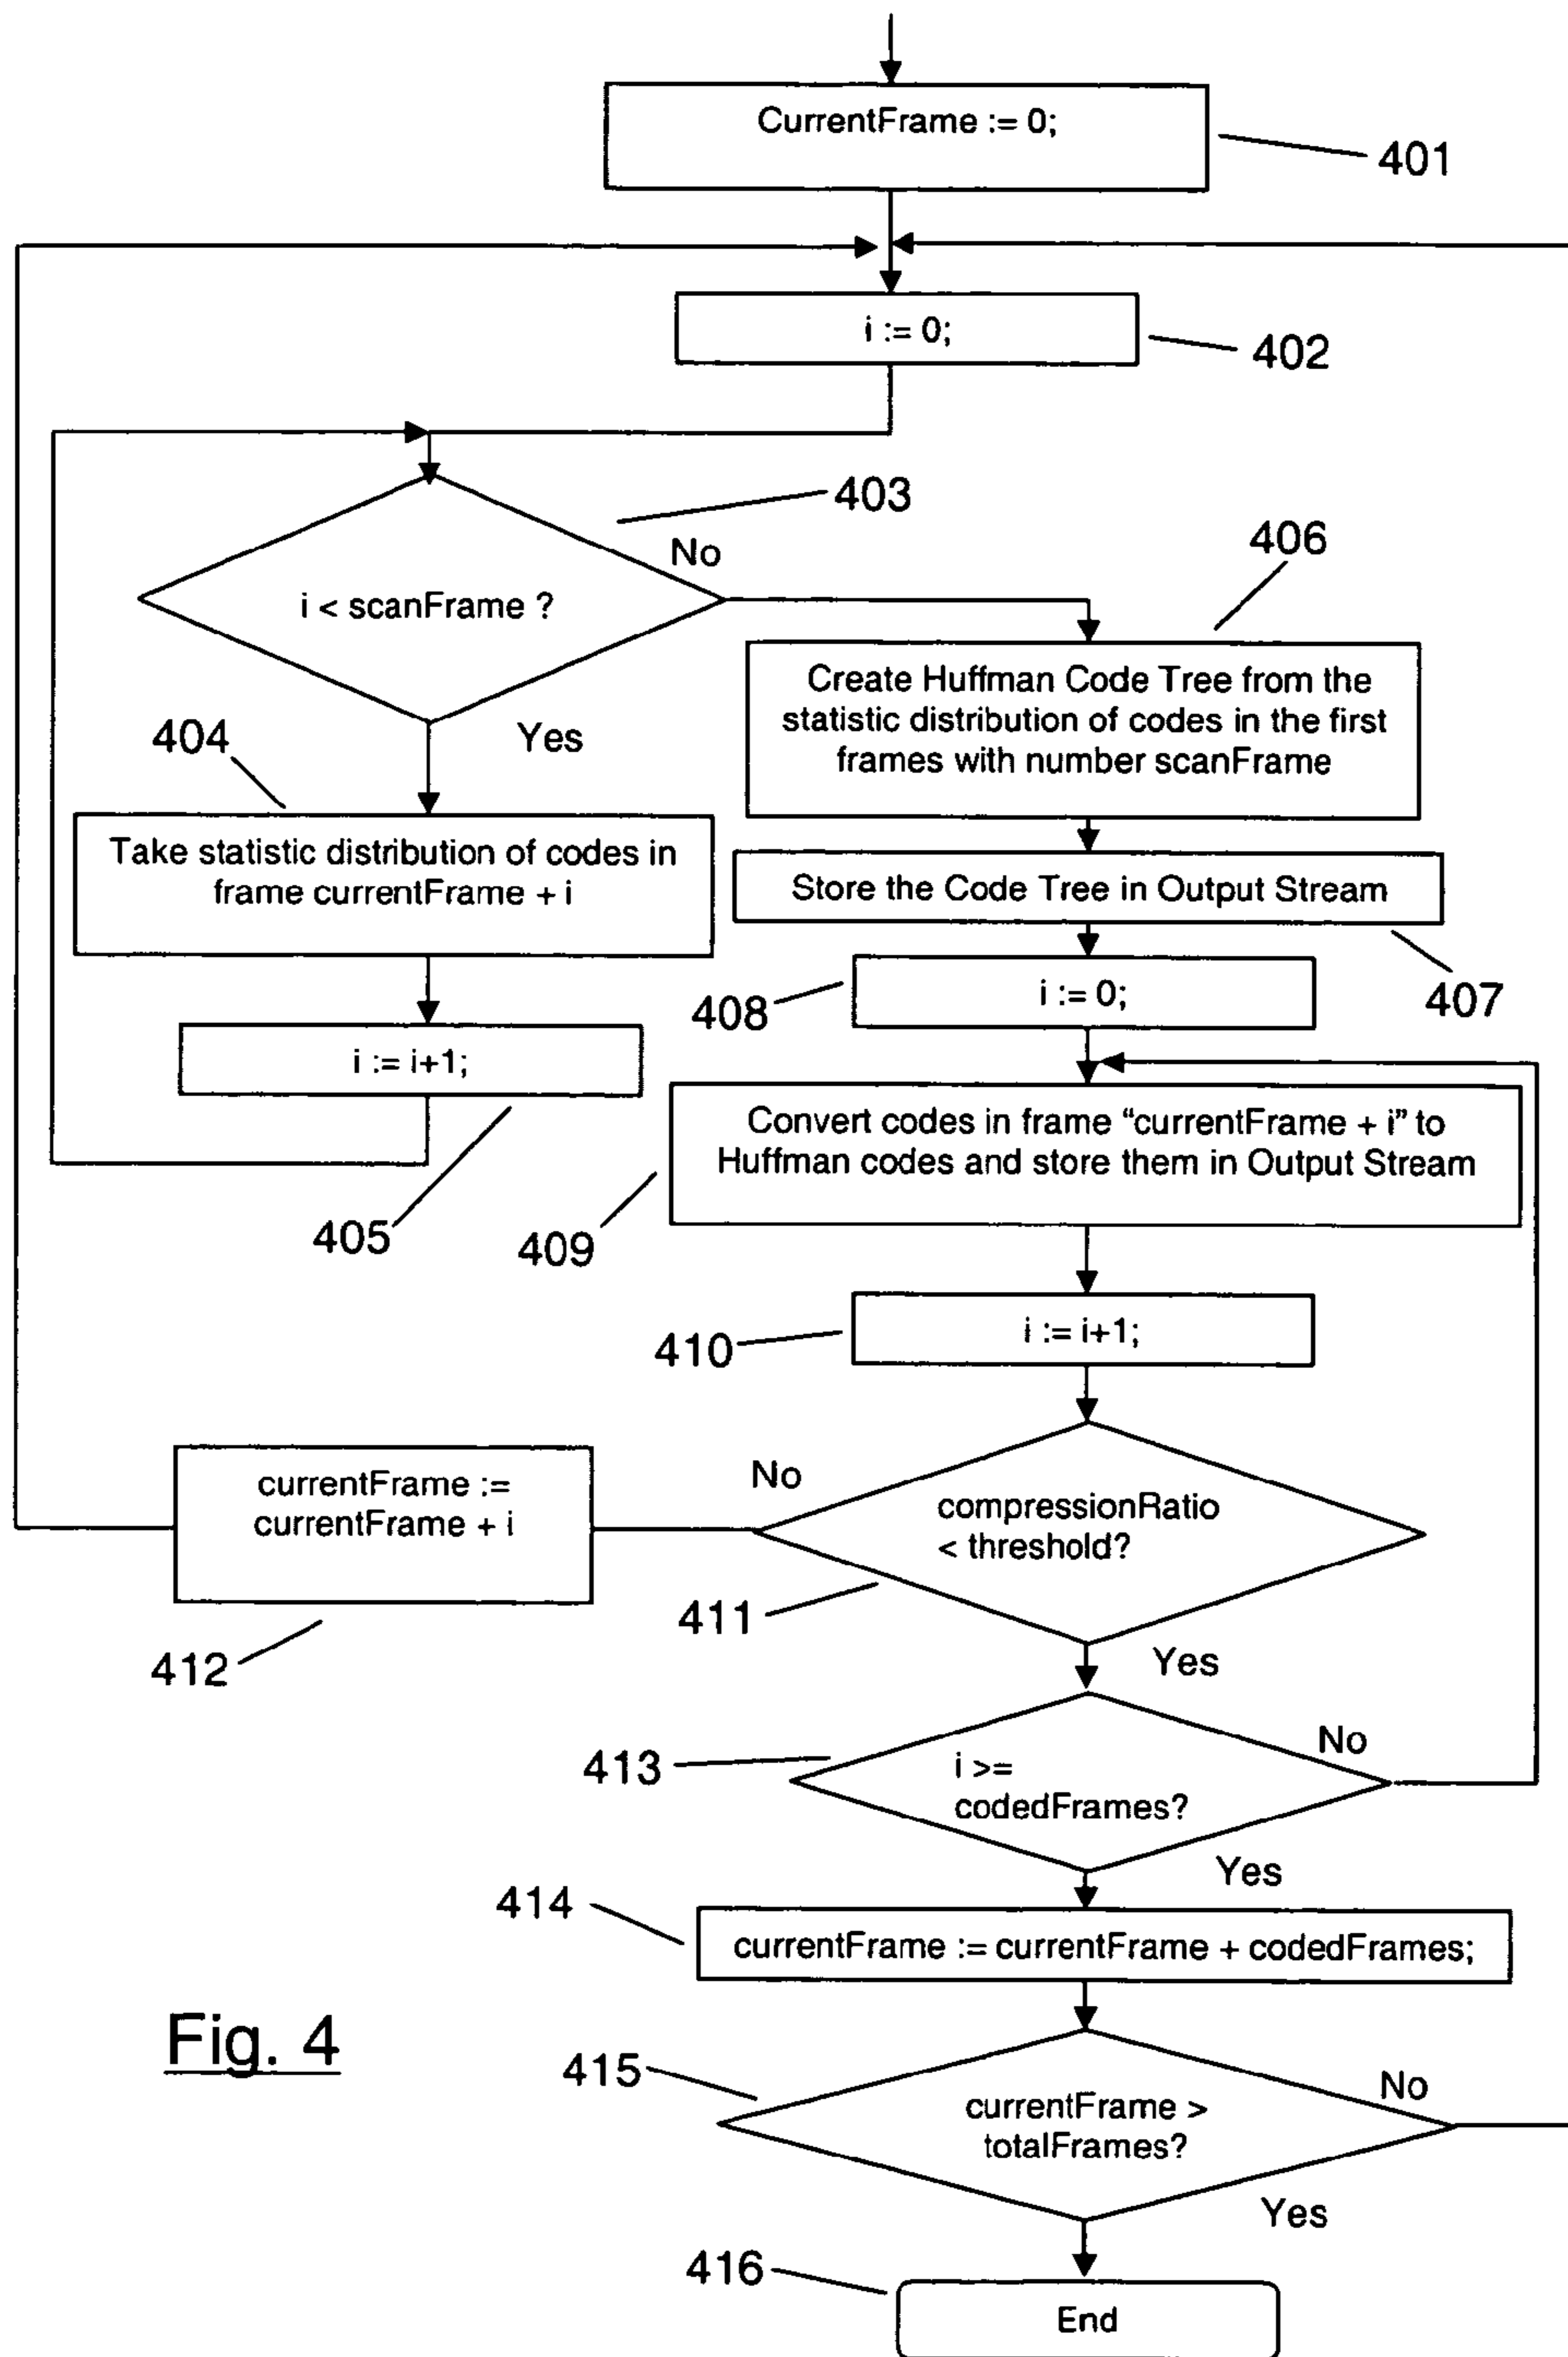 CurrentFrame := 0;
401
i := 0;
402
403
i < scanFrame ?
No
Yes
404
Take statistic distribution of codes in
frame currentFrame + i
i := i+1;
405
406
Create Huffman Code Tree from the
statistic distribution of codes in the first
frames with number scanFrame
Store the Code Tree in Output Stream
407
408
i := 0;
Convert codes in frame “currentFrame + i” to
Huffman codes and store them in Output Stream
409
410
i := i+1;
compressionRatio
< threshold?
No
411
Yes
currentFrame :=
currentFrame + i
412
413
i >=
codedFrames?
No
Yes
414
currentFrame := currentFrame + codedFrames;
415
currentFrame >
totalFrames?
No
Yes
416
End
Fig. 4